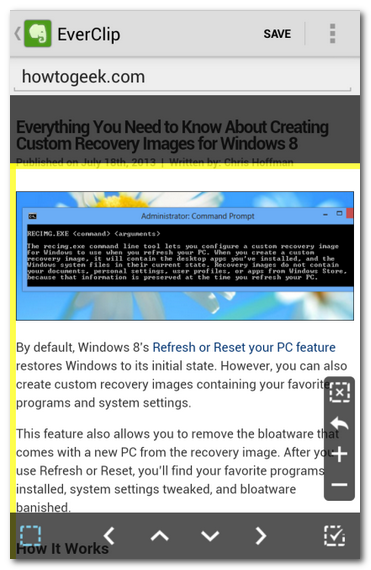 EverClip
SAVE
howtogeek.com
Everything You Need to Know About Creating
Custom Recovery Images for Windows 8
Published on July 18th, 2013 | Written by: Chris Hoffman
Administrator: Command Prompt
RECIMG.EXE <command> <arguments>
The recimg.exe command line tool lets you configure a custom recovery image
for Windows to use when you refresh your PC. When you create a custom
recovery image, it will contain the desktop apps you've installed, and the
Windows system files in their current state. Recovery images do not contain
your documents, personal settings, user profiles, or apps from Windows Store,
because that information is preserved at the time you refresh your PC.
By default, Windows 8's Refresh or Reset your PC feature
restores Windows to its initial state. However, you can also
create custom recovery images containing your favorite
programs and system settings.
This feature also allows you to remove the bloatware that
comes with a new PC from the recovery image. After you
use Refresh or Reset, you'll find your favorite programs
installed, system settings tweaked, and bloatware
banished.
How It Works